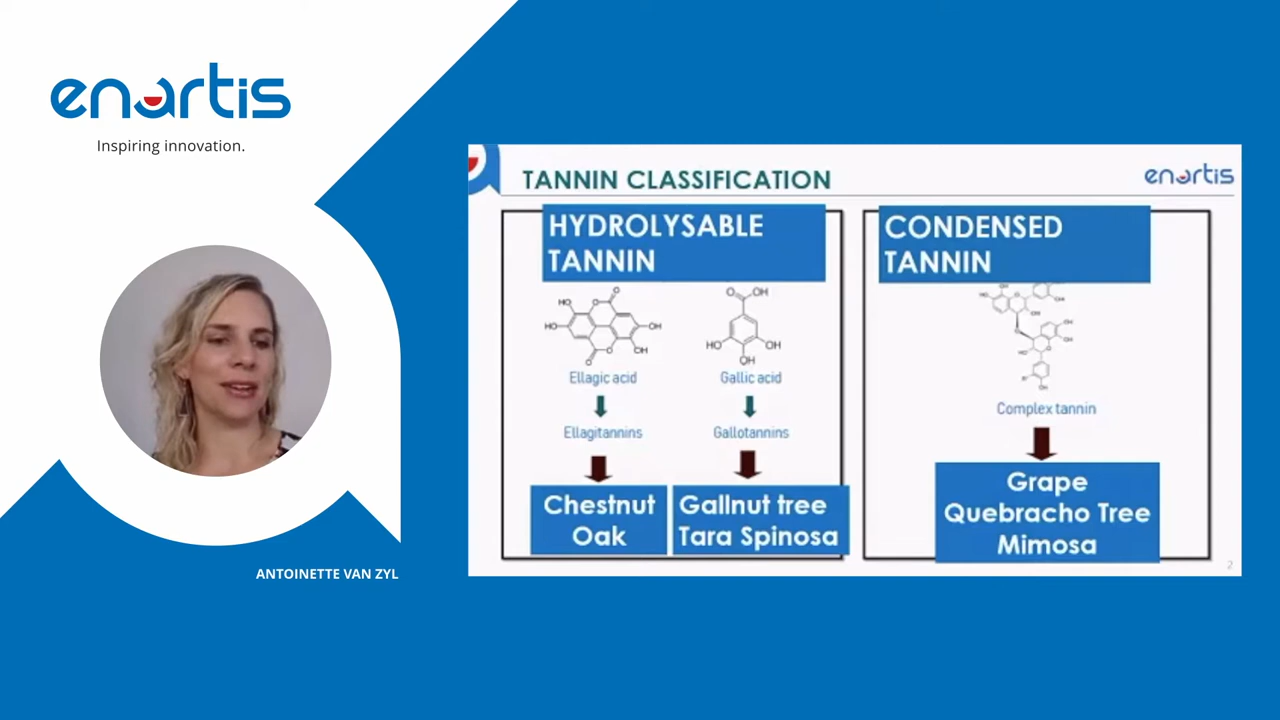 enartis
Inspiring innovation.
ANTOINETTE VAN ZYL
TANNIN CLASSIFICATION
enartis
HYDROLYSABLE
TANNIN
Ellagic acid
Ellagitannins
Chestnut
Oak
Gallic acid
Gallotannins
Gallnut tree
Tara Spinosa
CONDENSED
TANNIN
Complex tannin
Grape
Quebracho Tree
Mimosa
2